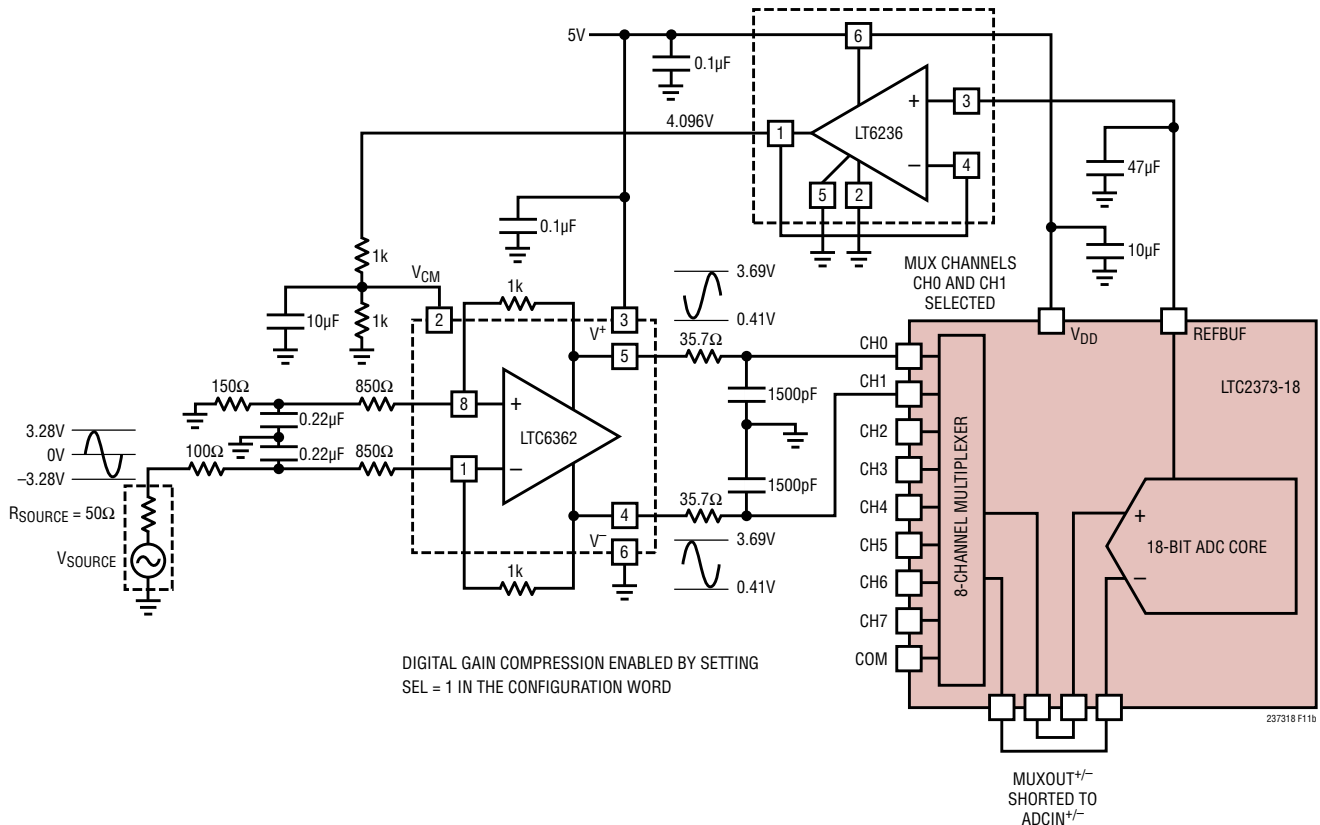 5V
0.1µF
6
+
3
4.096V
1
LT6236
–
4
5
2
47µF
10µF
0.1µF
1k
VCM
1k
10µF
1k
2
V+
3
5
MUX CHANNELS
CH0 AND CH1
SELECTED
3.69V
0.41V
35.7Ω
VDD
REFBUF
LTC2373-18
CH0
CH1
CH2
CH3
CH4
CH5
CH6
CH7
COM
8-CHANNEL MULTIPLEXER
+
18-BIT ADC CORE
–
1500pF
1500pF
150Ω
850Ω
0.22µF
0.22µF
8
+
LTC6362
3.28V
0V
–3.28V
100Ω
850Ω
1
–
RSOURCE = 50Ω
VSOURCE
35.7Ω
4
V–
6
3.69V
0.41V
1k
DIGITAL GAIN COMPRESSION ENABLED BY SETTING
SEL = 1 IN THE CONFIGURATION WORD
237318 F11b
MUXOUT+/–
SHORTED TO
ADCIN+/–